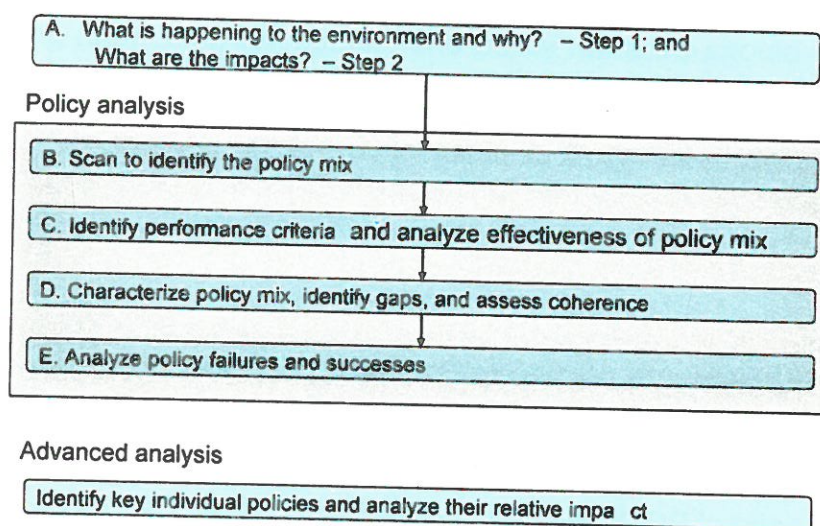 A. What is happening to the environment and why? – Step 1; and
What are the impacts? – Step 2
Policy analysis
B. Scan to identify the policy mix
C. Identify performance criteria and analyze effectiveness of policy mix
D. Characterize policy mix, identify gaps, and assess coherence
E. Analyze policy failures and successes
Advanced analysis
Identify key individual policies and analyze their relative impa ct